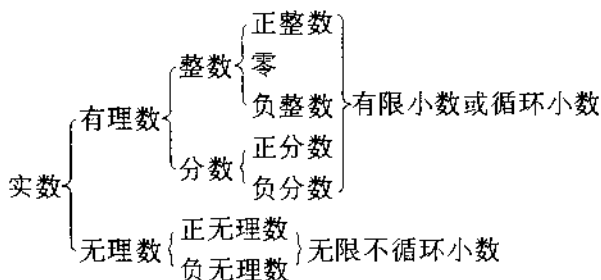 正整数
整数 零
负整数
有理数 有限小数或循环小数
分数 正分数
负分数
实数
无理数 正无理数 无限不循环小数
负无理数